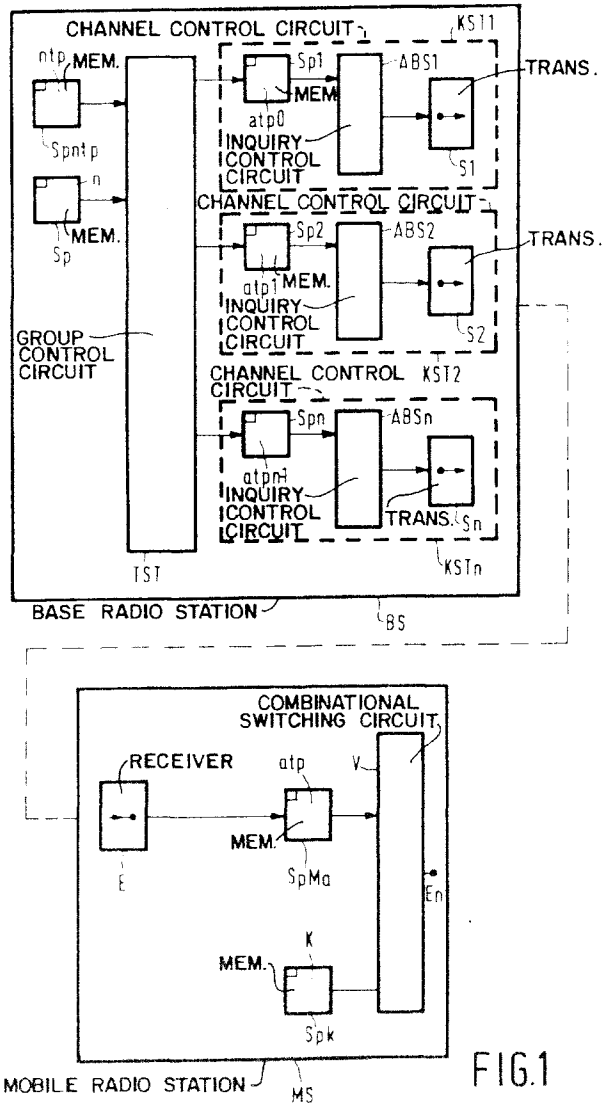 CHANNEL CONTROL CIRCUIT
KST1
ntp
MEM.
Spntp
n
MEM.
Sp
Sp1
MEM
atp0
ABS1
TRANS.
S1
INQUIRY
CONTROL
CIRCUIT
CHANNEL CONTROL CIRCUIT
Sp2
MEM.
atp1
ABS2
TRANS.
S2
INQUIRY
CONTROL
CIRCUIT
KST2
GROUP
CONTROL
CIRCUIT
CHANNEL CONTROL
CIRCUIT
Spn
atpn-1
ABSn
TRANS.
Sn
INQUIRY
CONTROL
CIRCUIT
KSTn
TST
BASE RADIO STATION
BS
COMBINATIONAL
SWITCHING CIRCUIT
RECEIVER
E
atp
MEM.
SpMa
V
En
K
MEM.
Spk
MOBILE RADIO STATION
MS
FIG.1